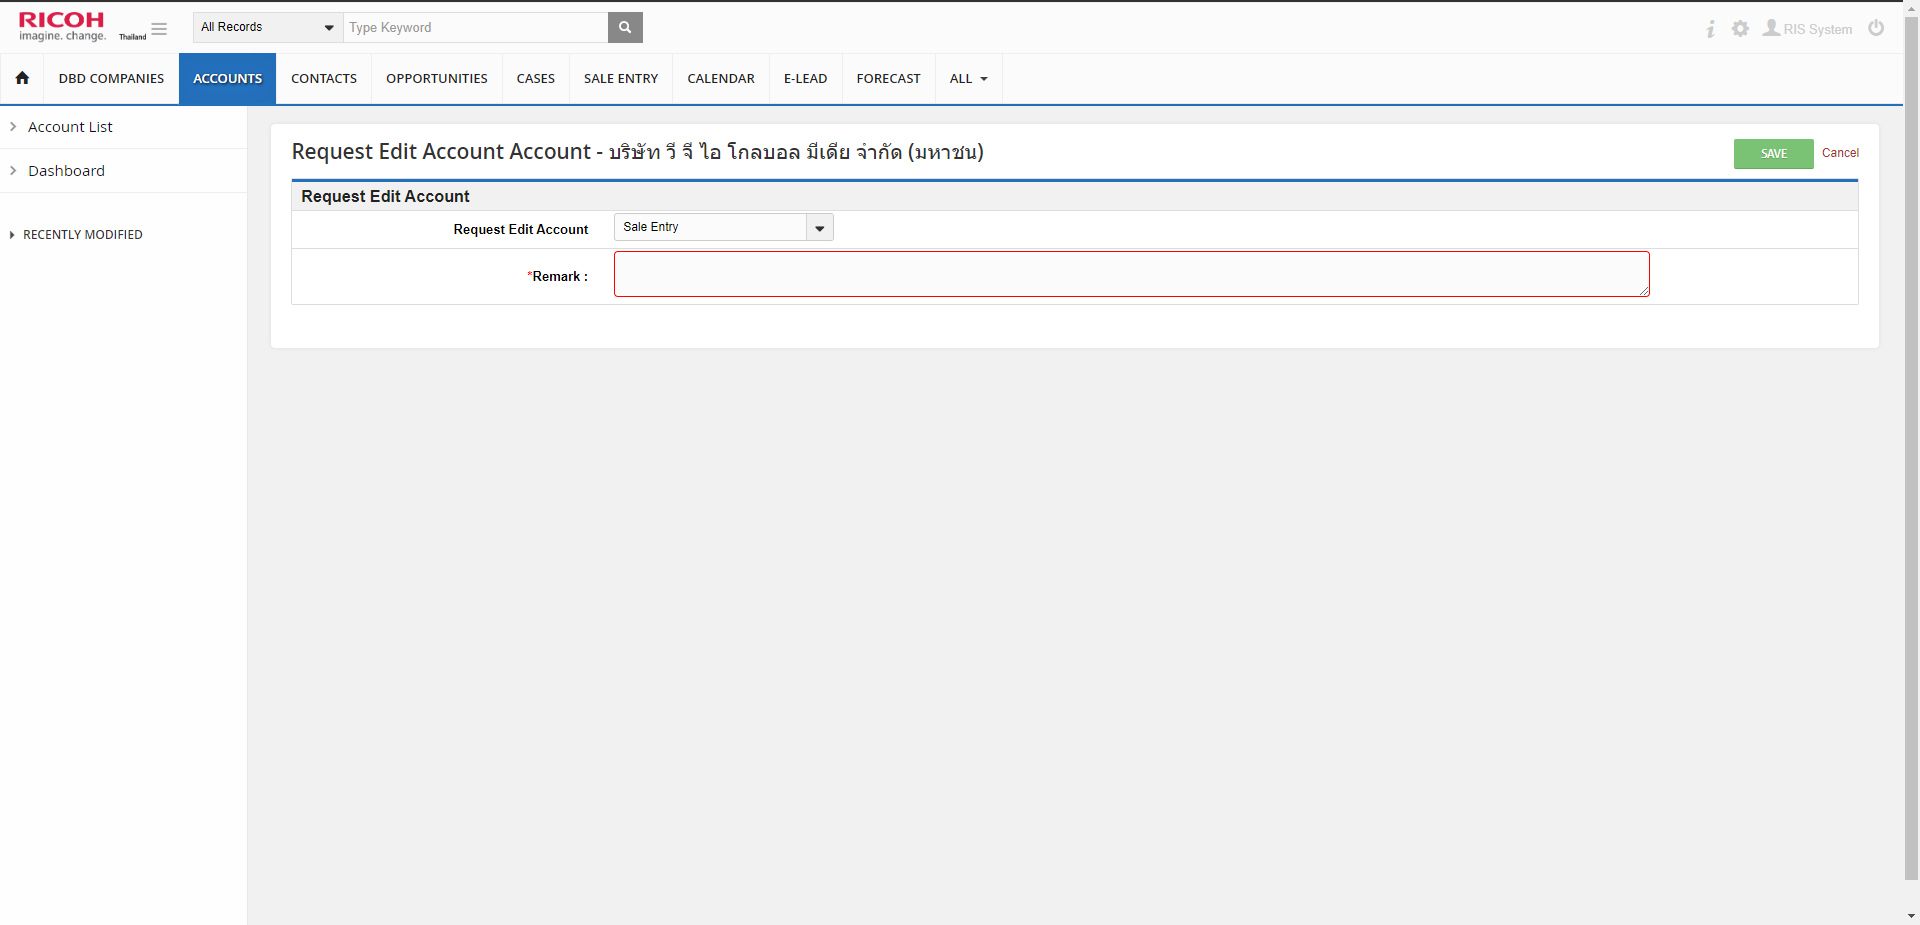 RICOH
imagine. change.
Thailand
All Records
Type Keyword
RIS System
DBD COMPANIES
ACCOUNTS
CONTACTS
OPPORTUNITIES
CASES
SALE ENTRY
CALENDAR
E-LEAD
FORECAST
ALL
Account List
Dashboard
RECENTLY MODIFIED
Request Edit Account Account - บริษัท วี จี ไอ โกลบอล มีเดีย จำกัด (มหาชน)
SAVE
Cancel
Request Edit Account
Request Edit Account
Sale Entry
*Remark :